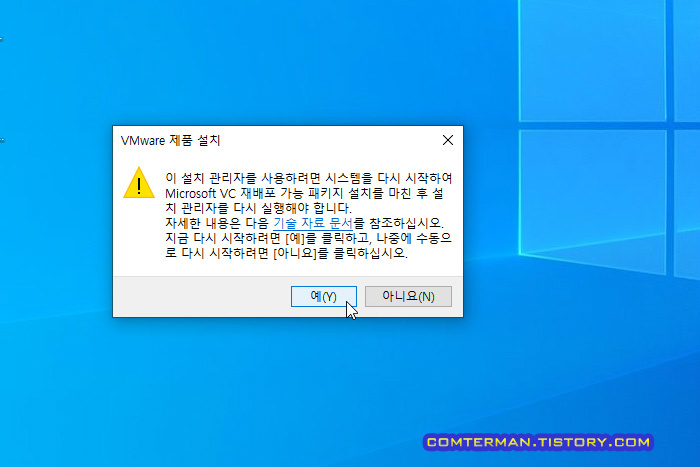 VMware 제품 설치
이 설치 관리자를 사용하려면 시스템을 다시 시작하여
Microsoft VC 재배포 가능 패키지 설치를 마친 후 설
치 관리자를 다시 실행해야 합니다.
자세한 내용은 다음 기술 자료 문서를 참조하십시오.
지금 다시 시작하려면 [예]를 클릭하고, 나중에 수동으
로 다시 시작하려면 [아니요]를 클릭하십시오.
예(Y)
아니요(N)
COMTERMAN.TISTORY.COM